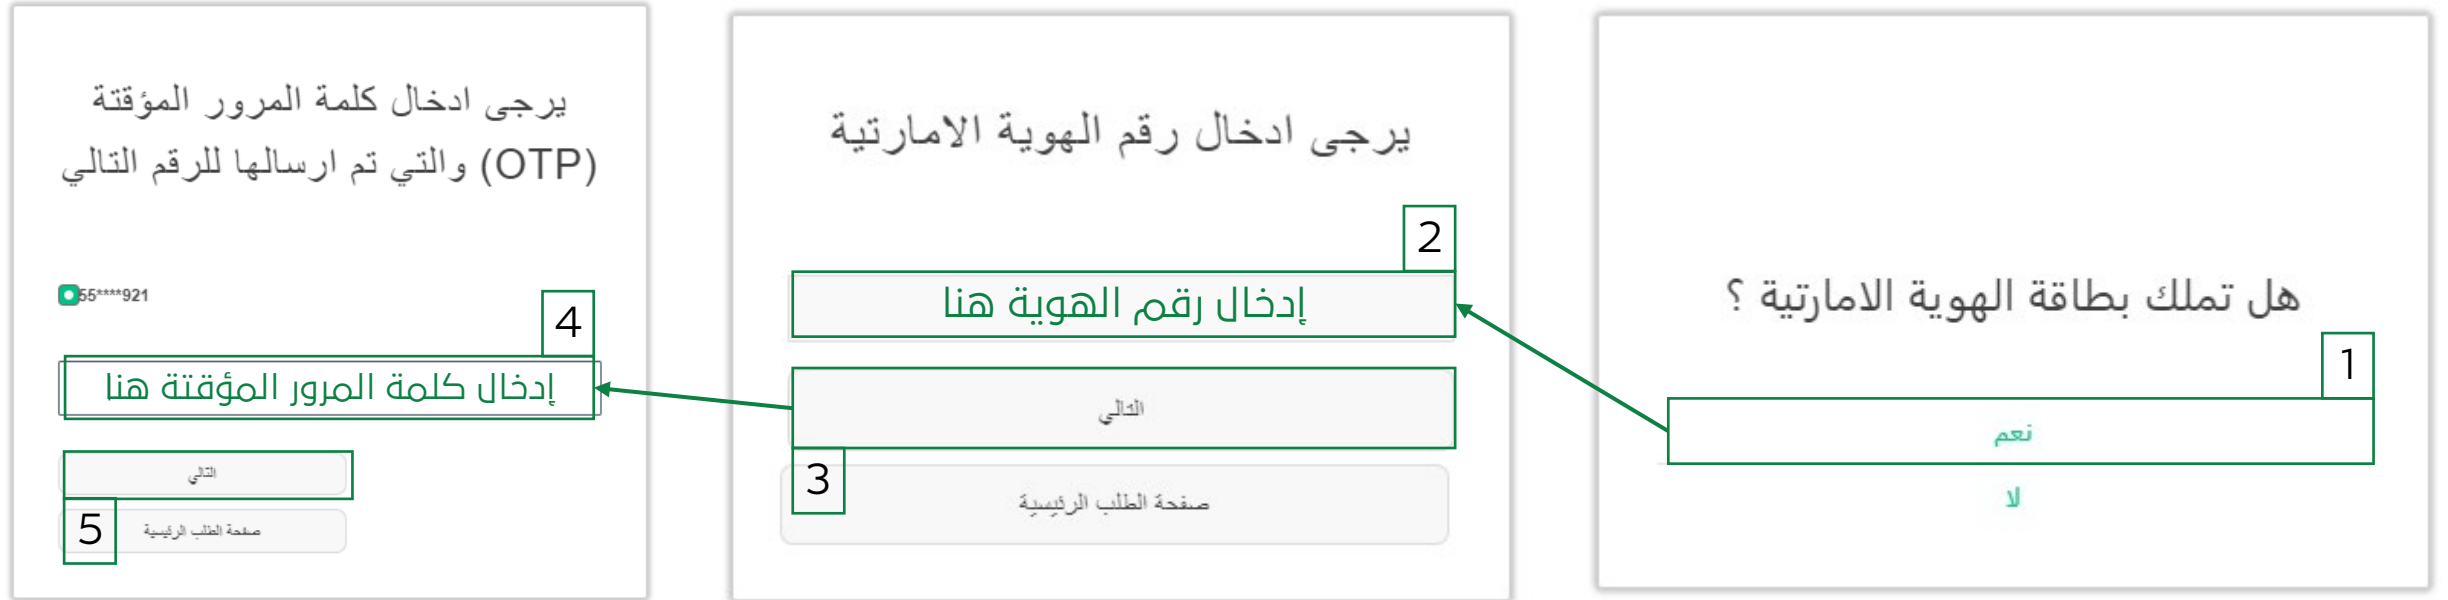 هل تملك بطاقة الهوية الامارتية ؟
1
نعم
لا
يرجى ادخال رقم الهوية الامارتية
2
إدخال رقم الهوية هنا
التالي
3
صفحة الطلب الرئيسية
يرجى ادخال كلمة المرور المؤقتة
(OTP) والتي تم ارسالها للرقم التالي
55****921
4
إدخال كلمة المرور المؤقتة هنا
التالي
5
صفحة الطلب الرئيسية